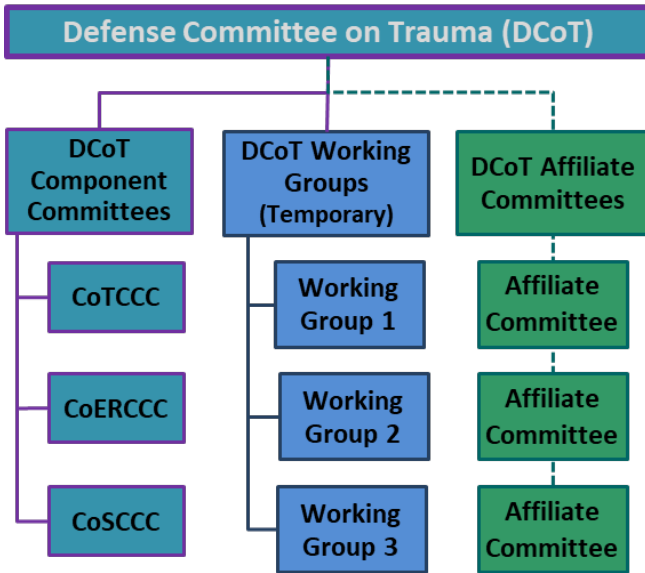 Defense Committee on Trauma (DCoT)
DCoT
Component
Committees
CoTCCC
CoERCCC
CoSCCC
DCoT Working
Groups
(Temporary)
Working
Group 1
Working
Group 2
Working
Group 3
DCoT Affiliate
Committees
Affiliate
Committee
Affiliate
Committee
Affiliate
Committee